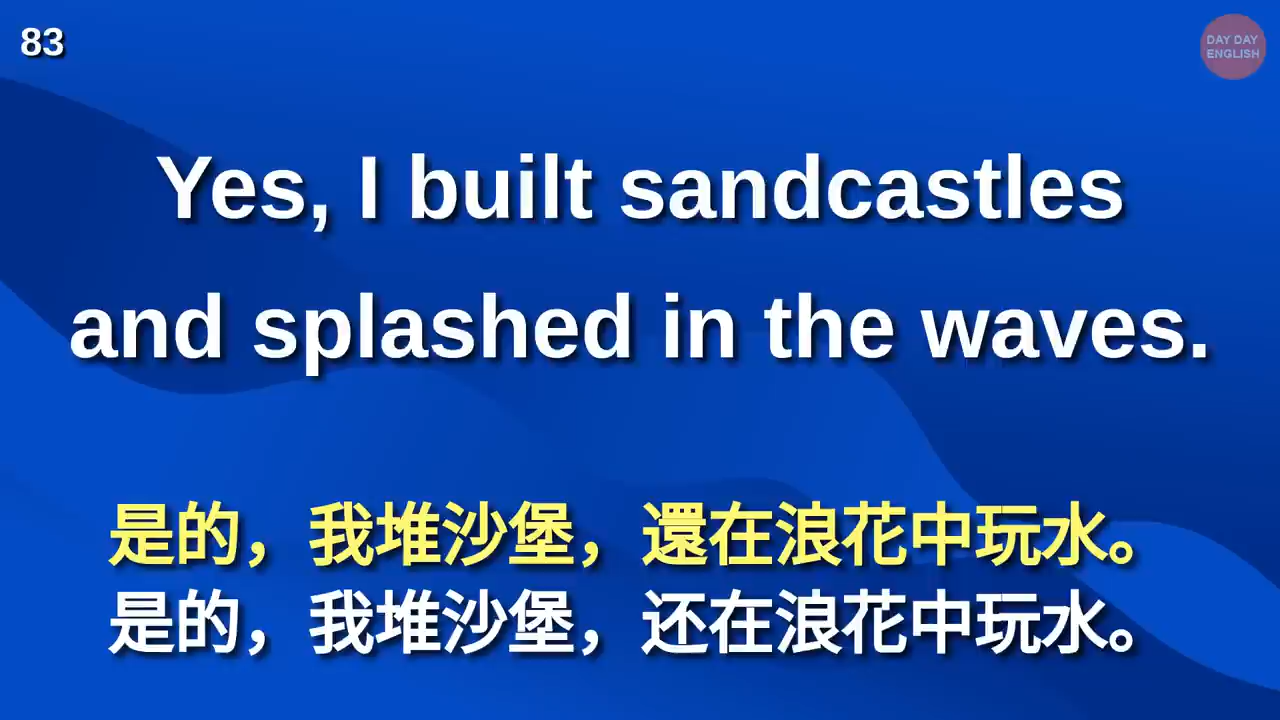 83
DAY DAY
ENGLISH
Yes, I built sandcastles
and splashed in the waves.
是的，我堆沙堡，還在浪花中玩水。
是的，我堆沙堡，还在浪花中玩水。